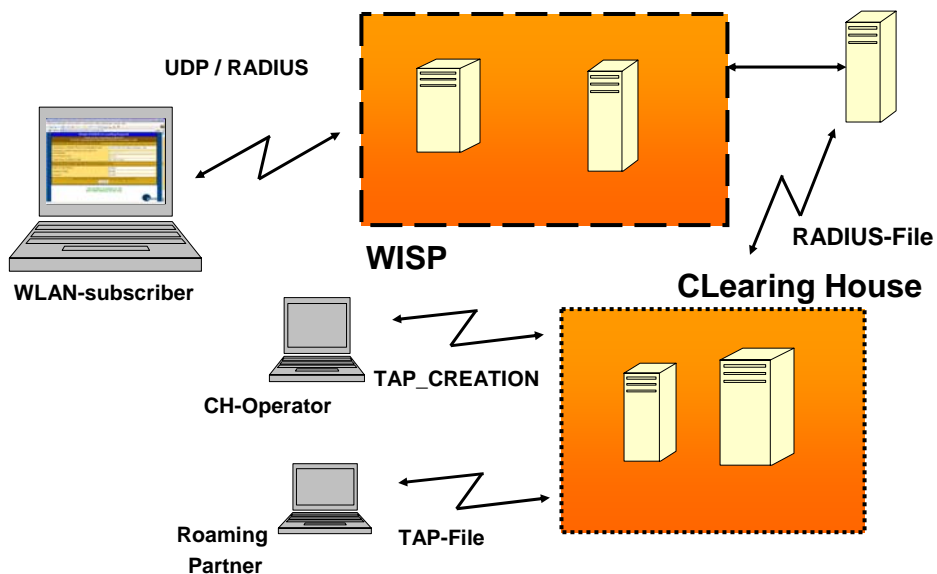 UDP / RADIUS
WISP
RADIUS-File
WLAN-subscriber
CLearing House
TAP_CREATION
CH-Operator
Roaming
Partner
TAP-File